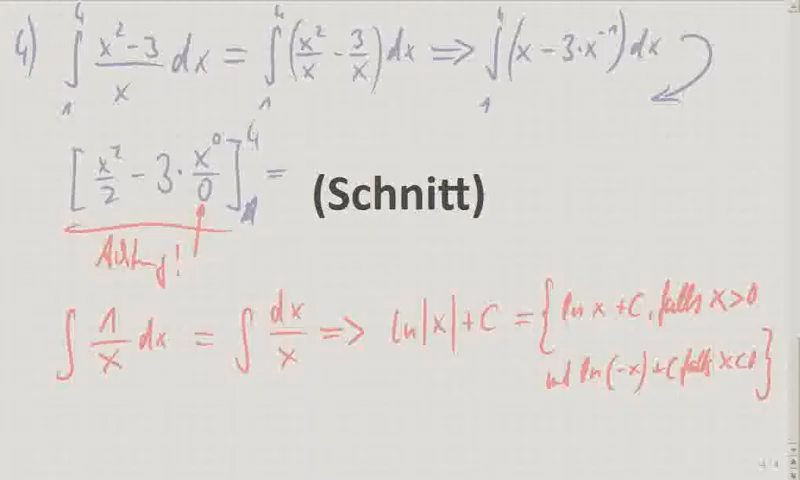 4) ∫₁⁴ (x² - 3)/x dx = ∫₁⁴ (x²/x - 3/x) dx => ∫₁⁴ (x - 3·x⁻¹) dx
[x²/2 - 3·x⁰/0]₁⁴ =
(Schnitt)
Achtung!
∫ 1/x dx = ∫ dx/x => ln|x| + C = { ln x + C, falls x>0
und ln(-x) + C falls x<0 }